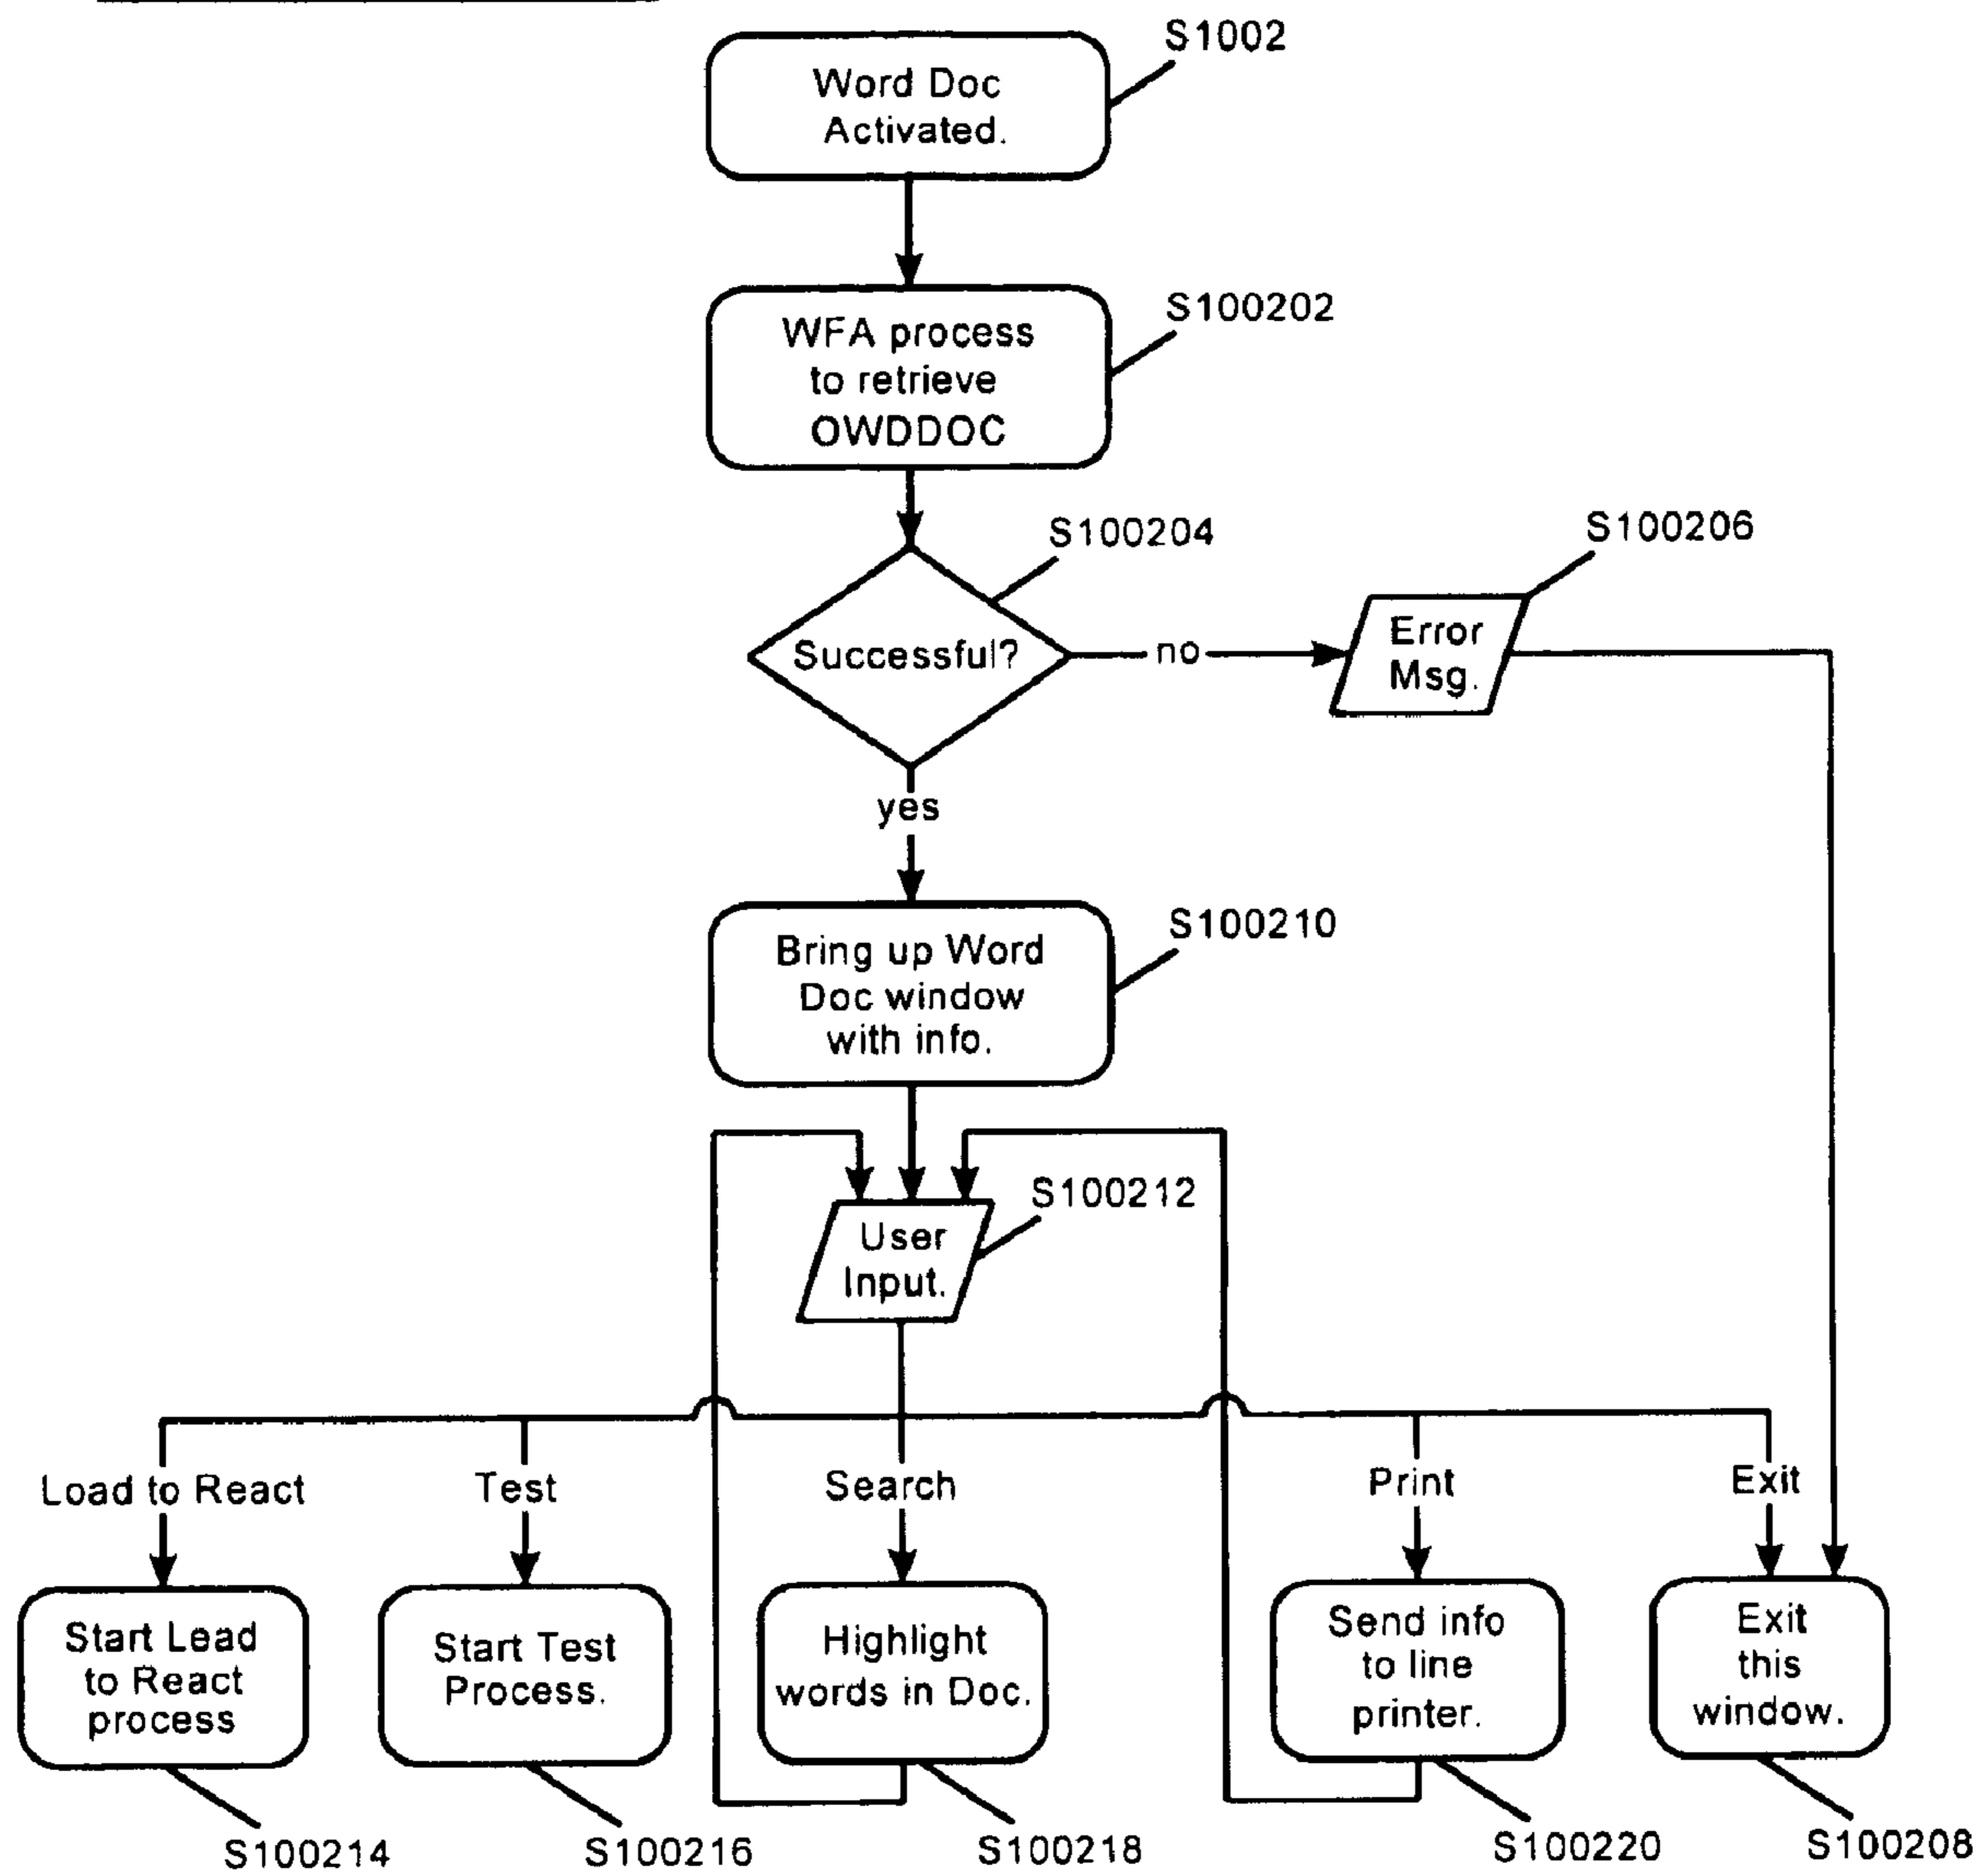 S1002
Word Doc
Activated.
S100202
WFA process
to retrieve
OWDDOC
S100204
S100206
Successful?
no
Error
Msg.
yes
S100210
Bring up Word
Doc window
with info.
S100212
User
Input.
Load to React
Test
Search
Print
Exit
Start Lead
to React
process
Start Test
Process.
Highlight
words in Doc.
Send info
to line
printer.
Exit
this
window.
S100214
S100216
S100218
S100220
S100208